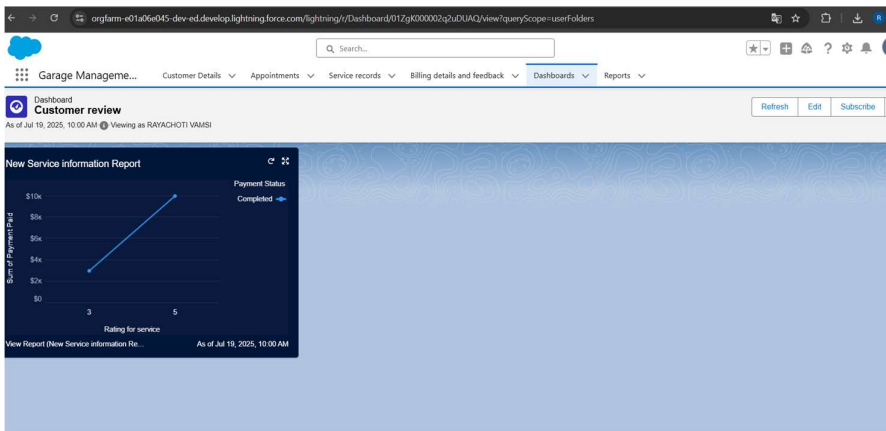 orgfarm-e01a06e045-dev-ed.develop.lightning.force.com/lightning/r/Dashboard/01ZgK000002q2uDUAQ/view?queryScope=userFolders
Search...
Garage Manageme... Customer Details Appointments Service records Billing details and feedback Dashboards Reports
Dashboard
Customer review
As of Jul 19, 2025, 10:00 AM Viewing as RAYACHOTI VAMSI
Refresh Edit Subscribe
New Service information Report
Payment Status
Completed
Sum of Payment Paid
$10K
$8K
$6K
$4K
$2K
$0
3 5
Rating for service
View Report (New Service information Re... As of Jul 19, 2025, 10:00 AM